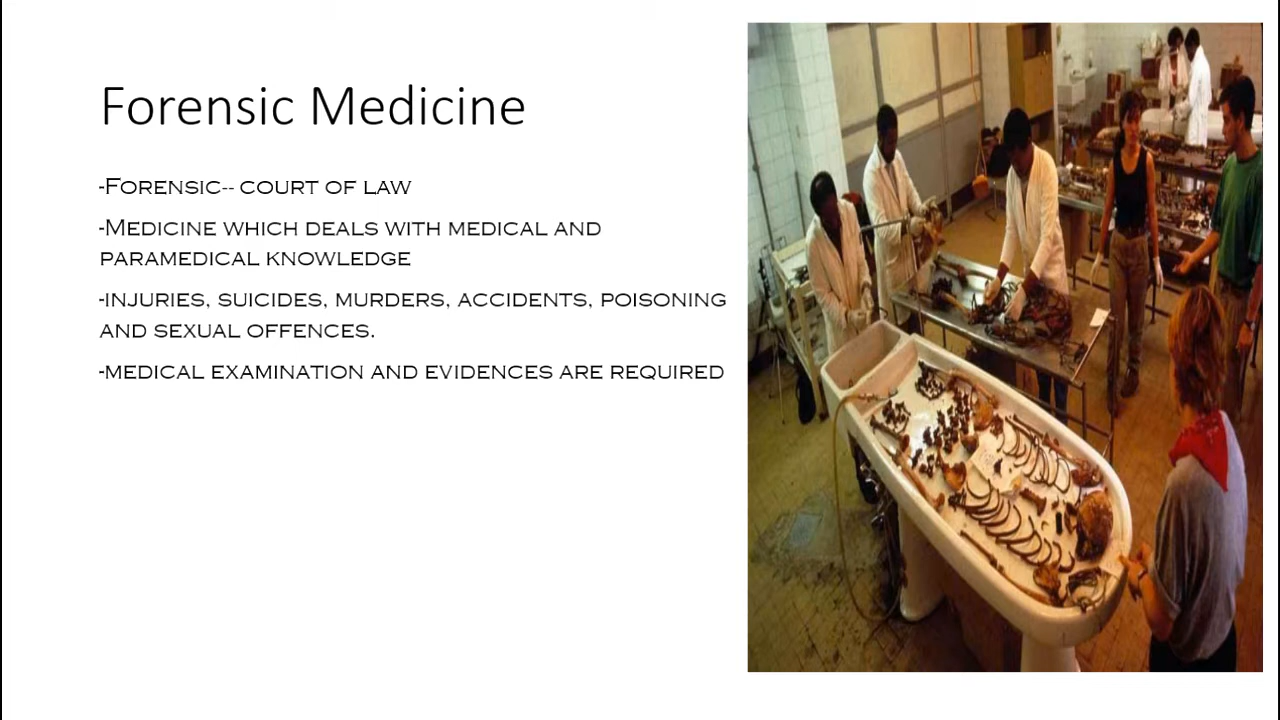 Forensic Medicine
-Forensic-- court of law
-Medicine which deals with medical and
paramedical knowledge
-injuries, suicides, murders, accidents, poisoning
and sexual offences.
-medical examination and evidences are required